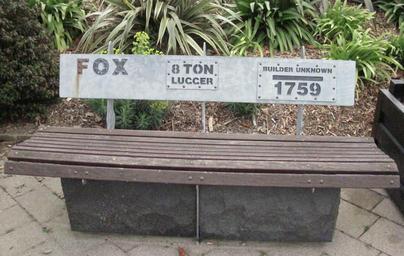 FOX
8 TON
LUGGER
BUILDER UNKNOWN
1759